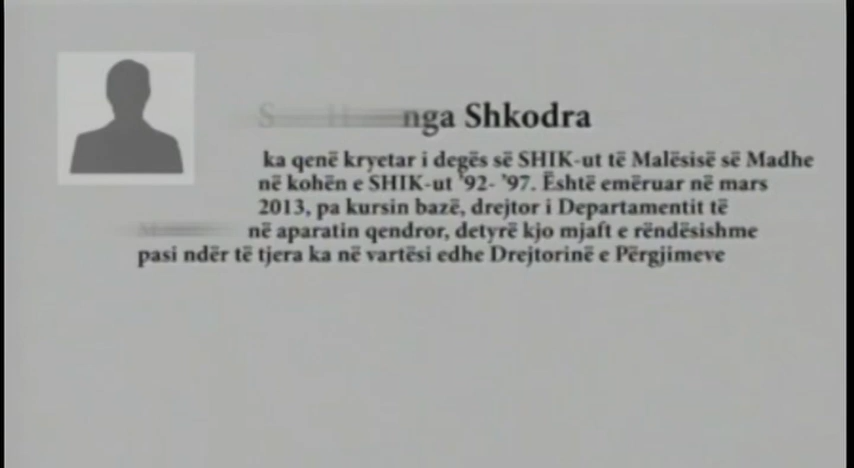 nga Shkodra
ka qenë kryetar i degës së SHIK-ut të Malësisë së Madhe
në kohën e SHIK-ut '92- '97. Është emëruar në mars
2013, pa kursin bazë, drejtor i Departamentit të
në aparatin qendror, detyrë kjo mjaft e rëndësishme
pasi ndër të tjera ka në vartësi edhe Drejtorinë e Përgjimeve